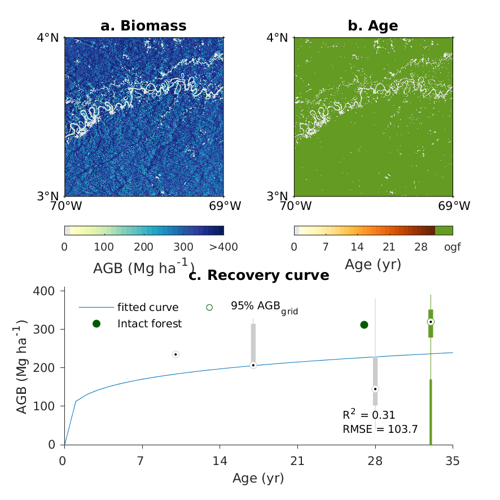 a. Biomass
b. Age
4°N
3°N
70°W
69°W
4°N
3°N
70°W
69°W
0 100 200 300 >400
AGB (Mg ha⁻¹)
0 7 14 21 28 ogf
Age (yr)
c. Recovery curve
fitted curve
95% AGB_grid
Intact forest
400
300
200
100
0
AGB (Mg ha⁻¹)
R² = 0.31
RMSE = 103.7
0 7 14 21 28 35
Age (yr)